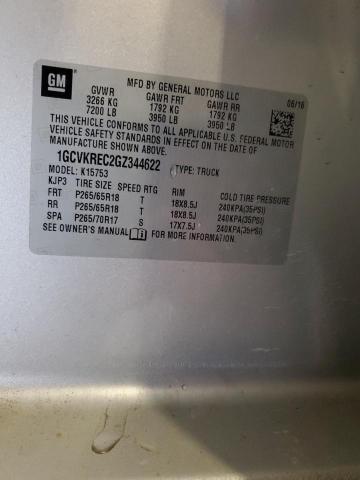 GM
MFD BY GENERAL MOTORS LLC
06/16
GVWR GAWR FRT GAWR RR
3266 KG 1792 KG 1792 KG
7200 LB 3950 LB 3950 LB
THIS VEHICLE CONFORMS TO ALL APPLICABLE U.S. FEDERAL MOTOR
VEHICLE SAFETY STANDARDS IN EFFECT ON THE DATE OF
MANUFACTURE SHOWN ABOVE.
1GCVKREC2GZ344622 TYPE: TRUCK
MODEL: K15753
KJP3 TIRE SIZE SPEED RTG RIM COLD TIRE PRESSURE
FRT P265/65R18 T 18X8.5J 240KPA(35PSI)
RR P265/65R18 T 18X8.5J 240KPA(35PSI)
SPA P265/70R17 S 17X7.5J 240KPA(35PSI)
SEE OWNER'S MANUAL FOR MORE INFORMATION.